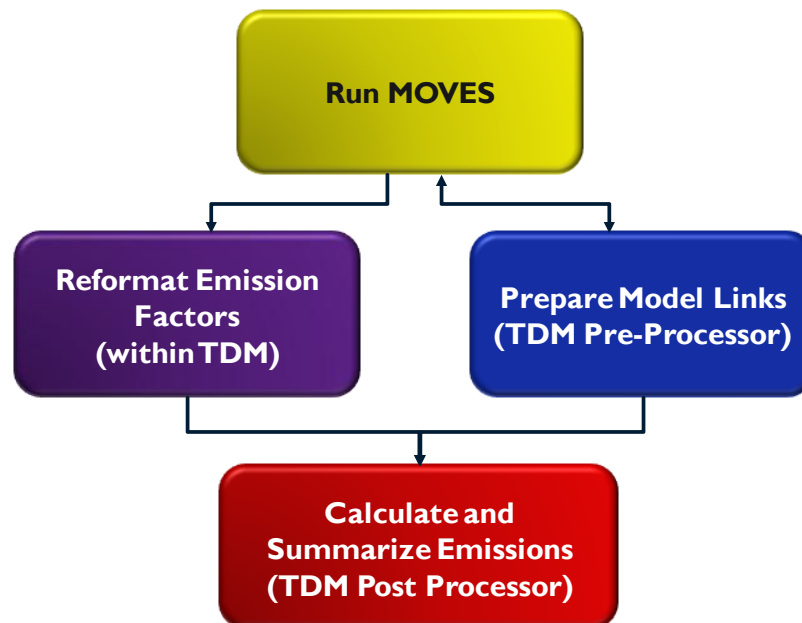 Run MOVES
Reformat Emission
Factors
(within TDM)
Prepare Model Links
(TDM Pre-Processor)
Calculate and
Summarize Emissions
(TDM Post Processor)